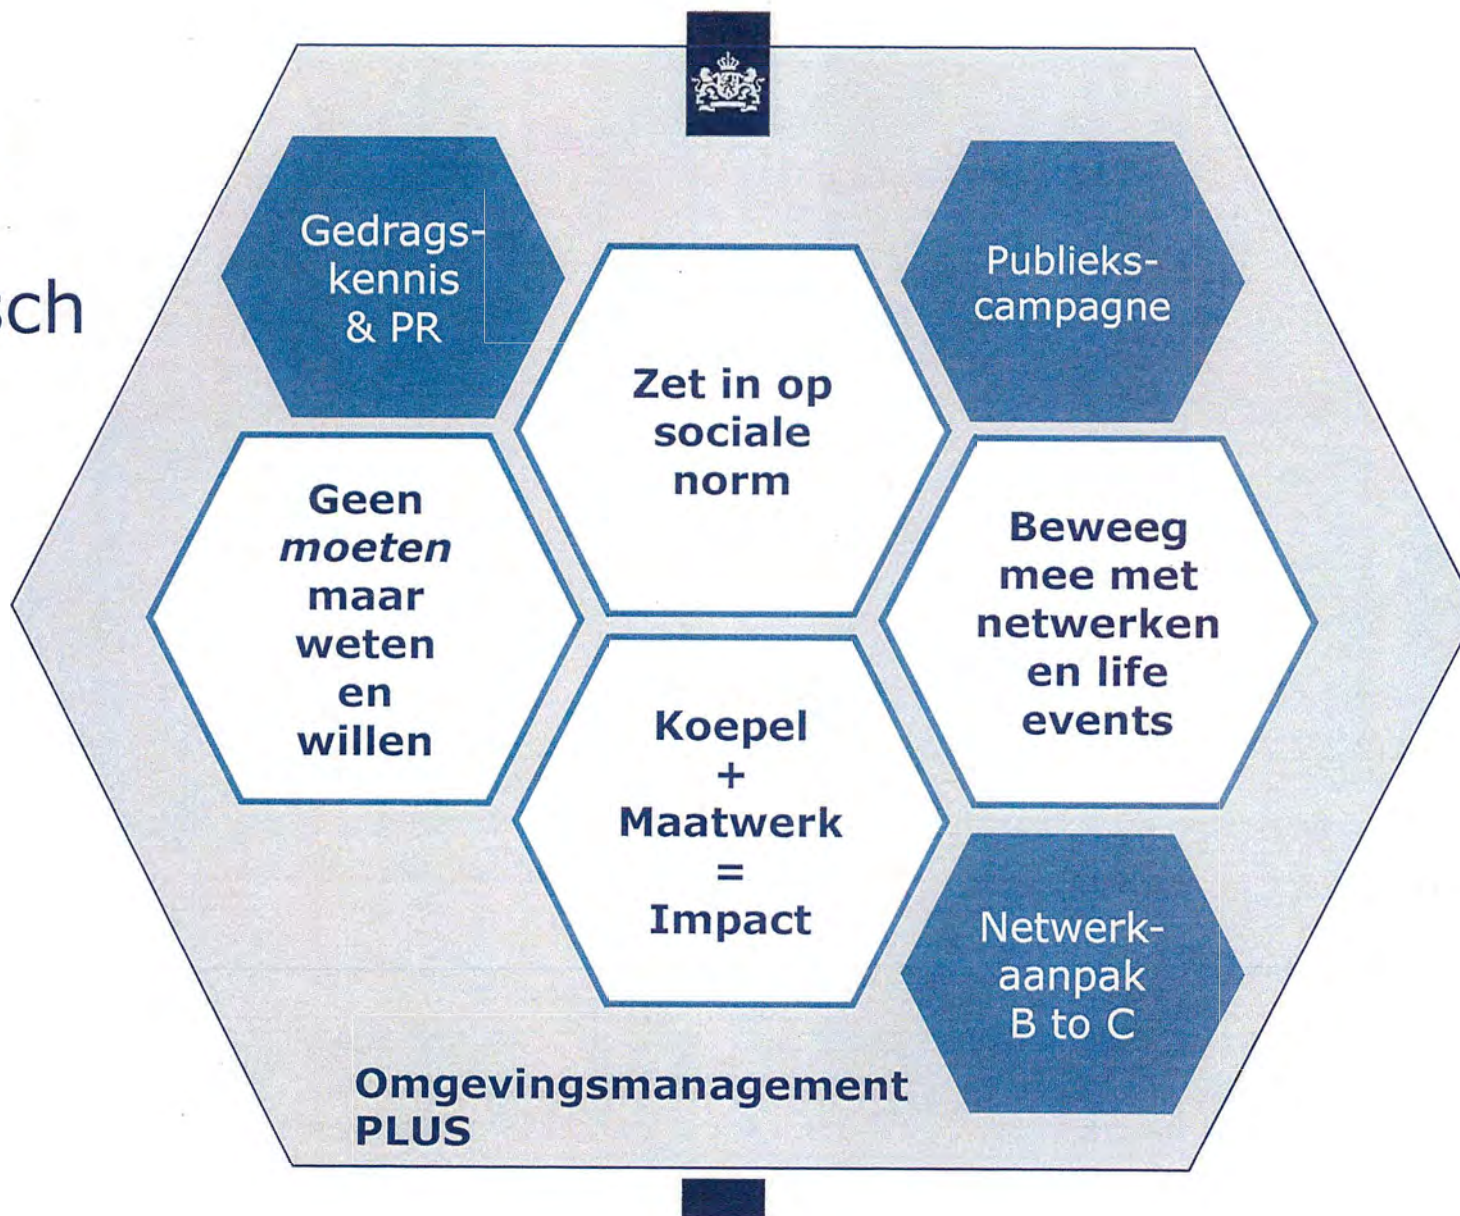 sch
Gedrags-
kennis
& PR
Publieks-
campagne
Zet in op
sociale
norm
Geen
moeten
maar
weten
en
willen
Beweeg
mee met
netwerken
en life
events
Koepel
+
Maatwerk
=
Impact
Netwerk-
aanpak
B to C
Omgevingsmanagement
PLUS